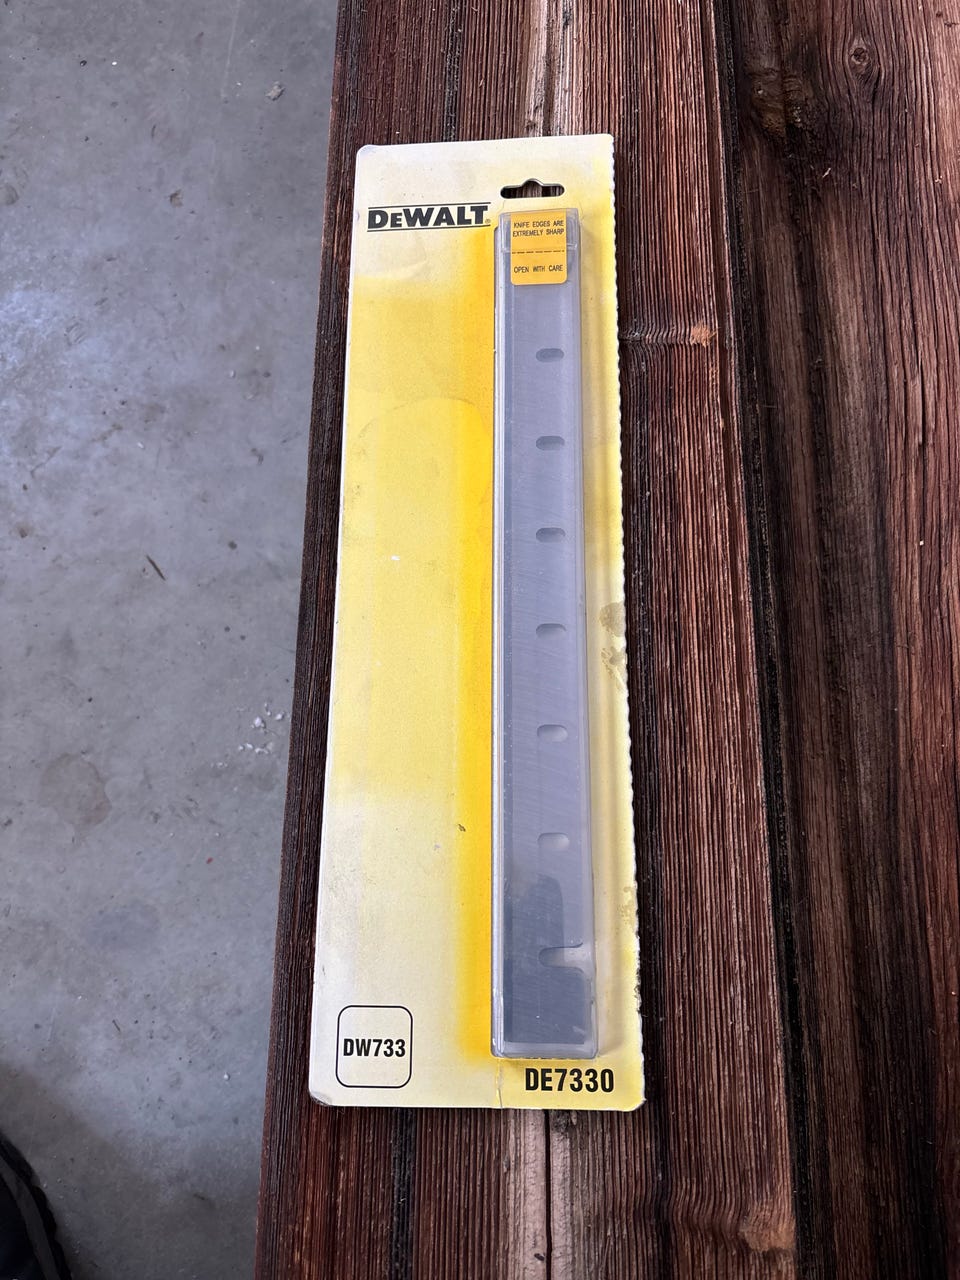 DEWALT®
KNIFE EDGES ARE
EXTREMELY SHARP
OPEN WITH CARE
DW733
DE7330